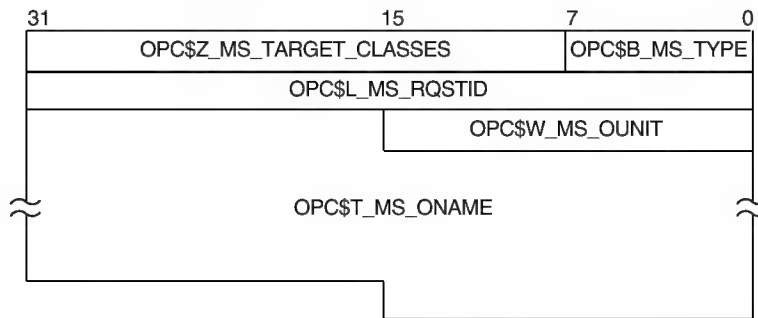 31 15 7 0
OPC$Z_MS_TARGET_CLASSES OPC$B_MS_TYPE
OPC$L_MS_RQSTID
OPC$W_MS_OUNIT
OPC$T_MS_ONAME